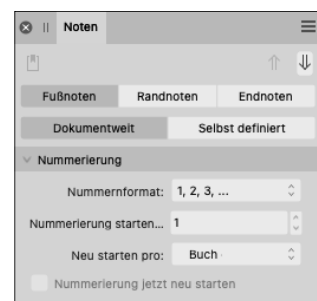 Noten
Fußnoten Randnoten Endnoten
Dokumentweit Selbst definiert
Nummerierung
Nummernformat: 1, 2, 3, ...
Nummerierung starten... 1
Neu starten pro: Buch
Nummerierung jetzt neu starten